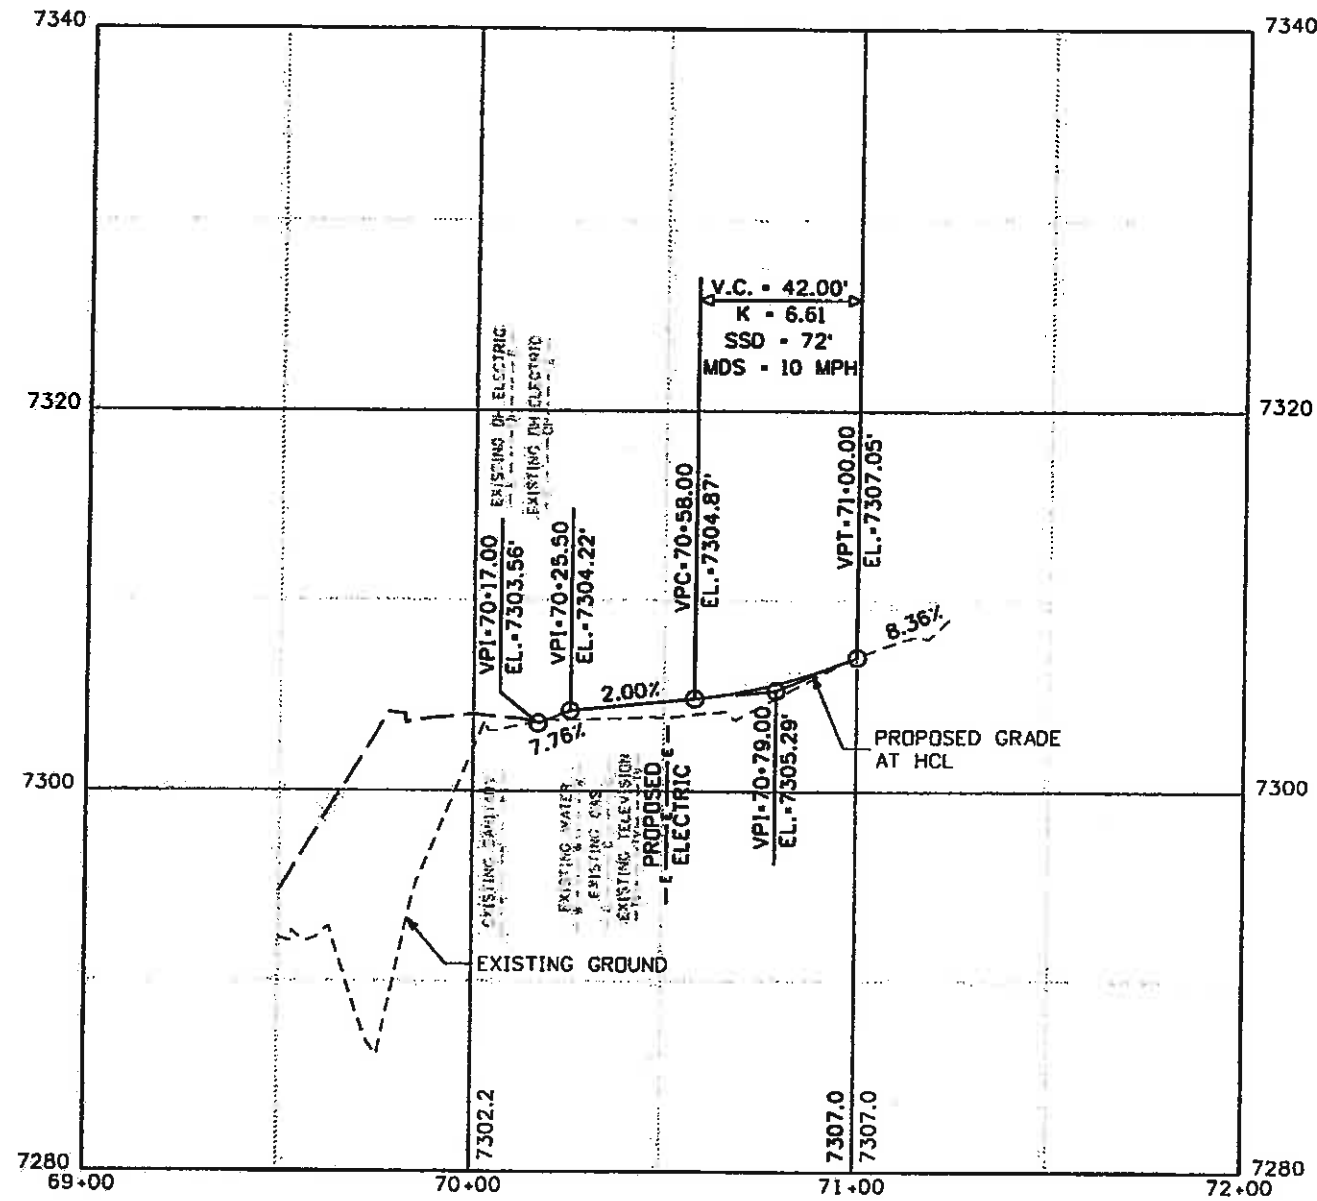 7340
7340
V.C. = 42.00'
K = 6.61
SSD = 72'
MDS = 10 MPH
EXISTING OH ELECTRIC
EXISTING OH ELECTRIC
7320
7320
VPI=70+17.00
EL.=7303.56'
VPI=70+25.50
EL.=7304.22'
VPC=70+58.00
EL.=7304.87'
VPT=71+00.00
EL.=7307.05'
8.36%
2.00%
7.76%
PROPOSED GRADE
AT HCL
7300
7300
EXISTING SANITARY
EXISTING WATER
EXISTING GAS
EXISTING TELEVISION
PROPOSED
ELECTRIC
E E E E
VPI=70+79.00
EL.=7305.29'
EXISTING GROUND
7302.2
7307.0
7307.0
7280
7280
69+00
70+00
71+00
72+00